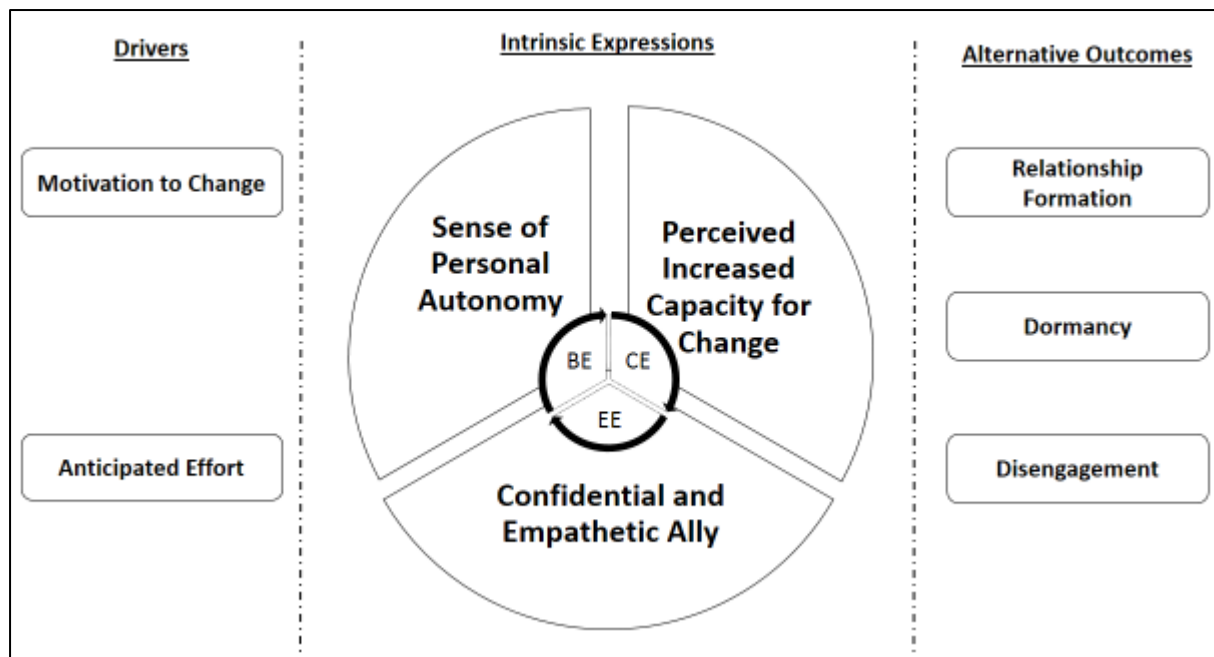 Drivers
Motivation to Change
Anticipated Effort
Intrinsic Expressions
Sense of
Personal
Autonomy
Perceived
Increased
Capacity for
Change
BE
CE
EE
Confidential and
Empathetic Ally
Alternative Outcomes
Relationship
Formation
Dormancy
Disengagement